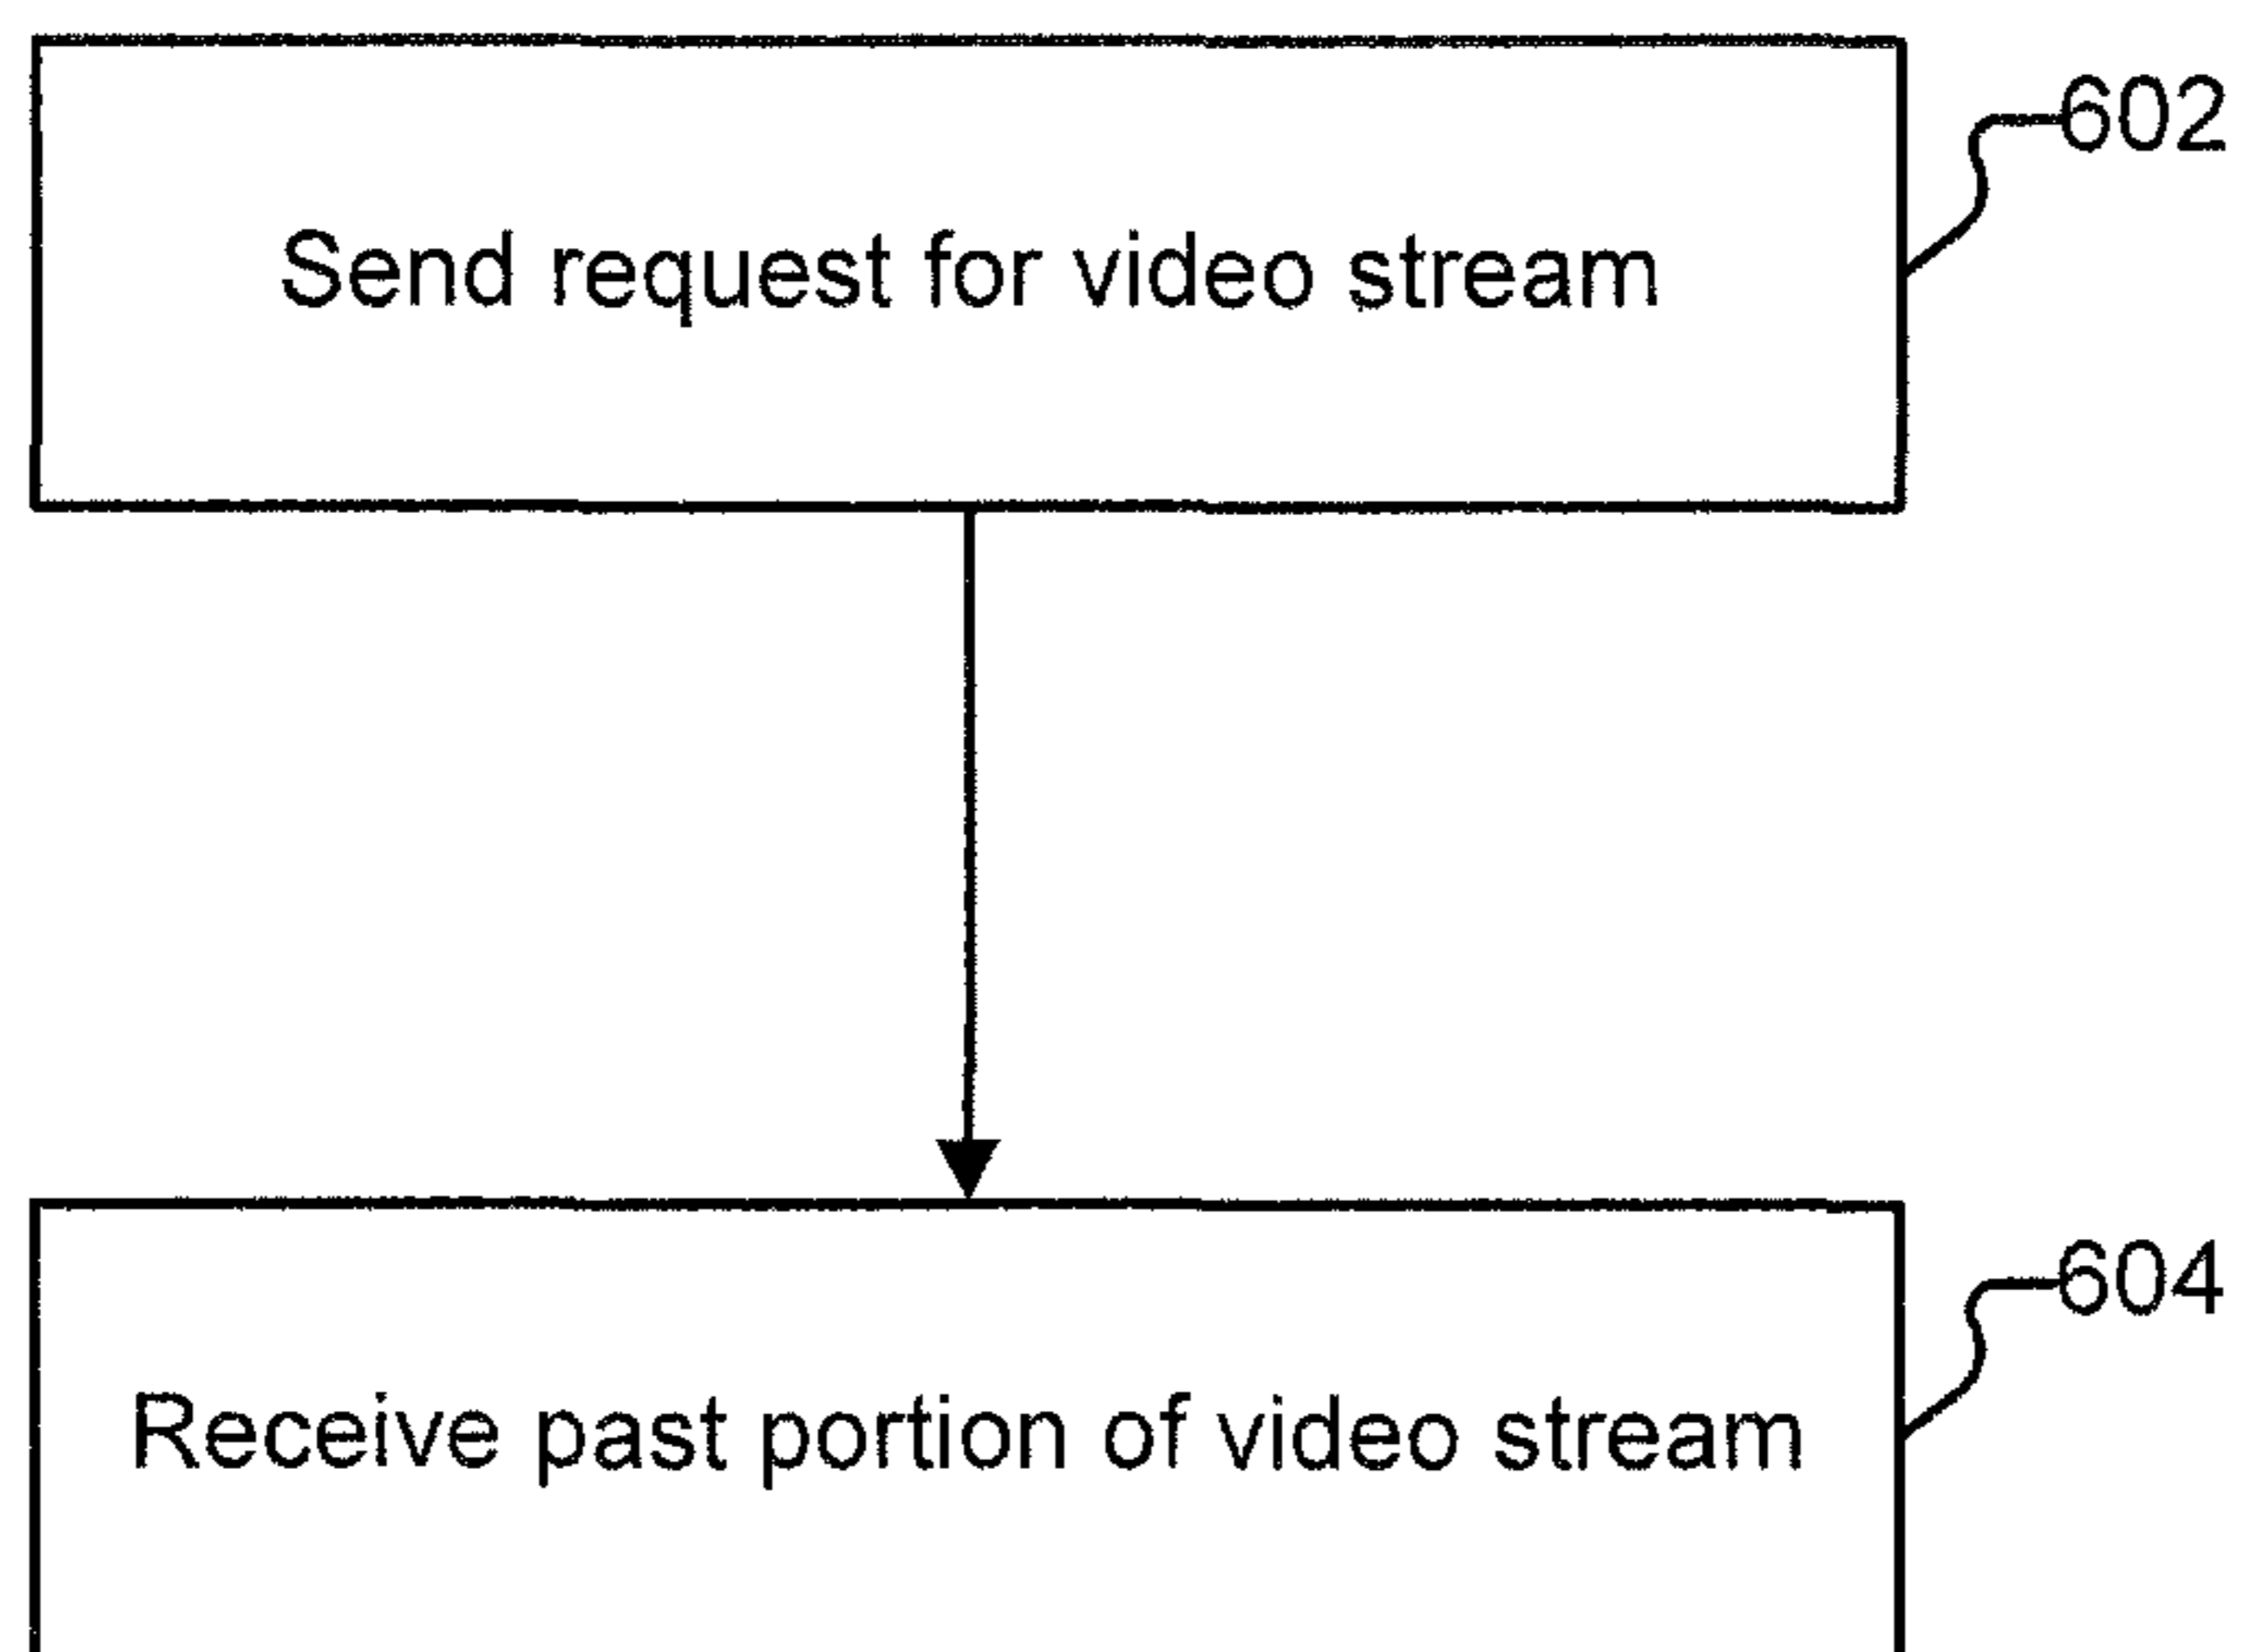 602
Send request for video stream
604
Receive past portion of video stream